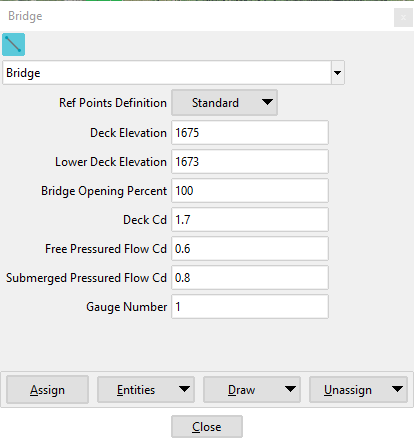 Bridge
Bridge
Ref Points Definition Standard
Deck Elevation 1675
Lower Deck Elevation 1673
Bridge Opening Percent 100
Deck Cd 1.7
Free Pressured Flow Cd 0.6
Submerged Pressured Flow Cd 0.8
Gauge Number 1
Assign Entities Draw Unassign
Close